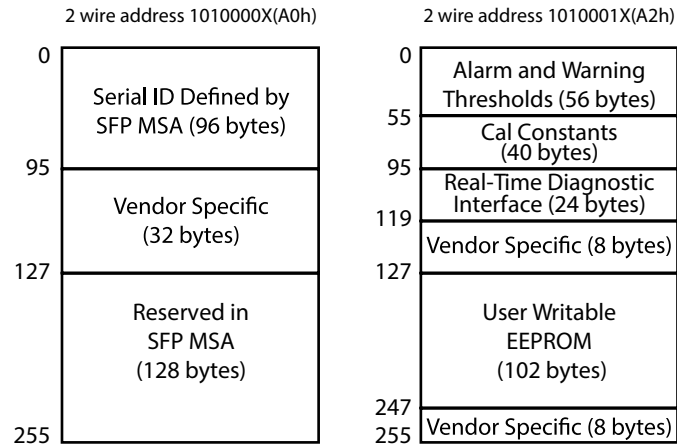 2 wire address 1010000X(A0h)
0
Serial ID Defined by
SFP MSA (96 bytes)
95
Vendor Specific
(32 bytes)
127
Reserved in
SFP MSA
(128 bytes)
255
2 wire address 1010001X(A2h)
0
Alarm and Warning
Thresholds (56 bytes)
55
Cal Constants
(40 bytes)
95
Real-Time Diagnostic
Interface (24 bytes)
119
Vendor Specific (8 bytes)
127
User Writable
EEPROM
(102 bytes)
247
Vendor Specific (8 bytes)
255